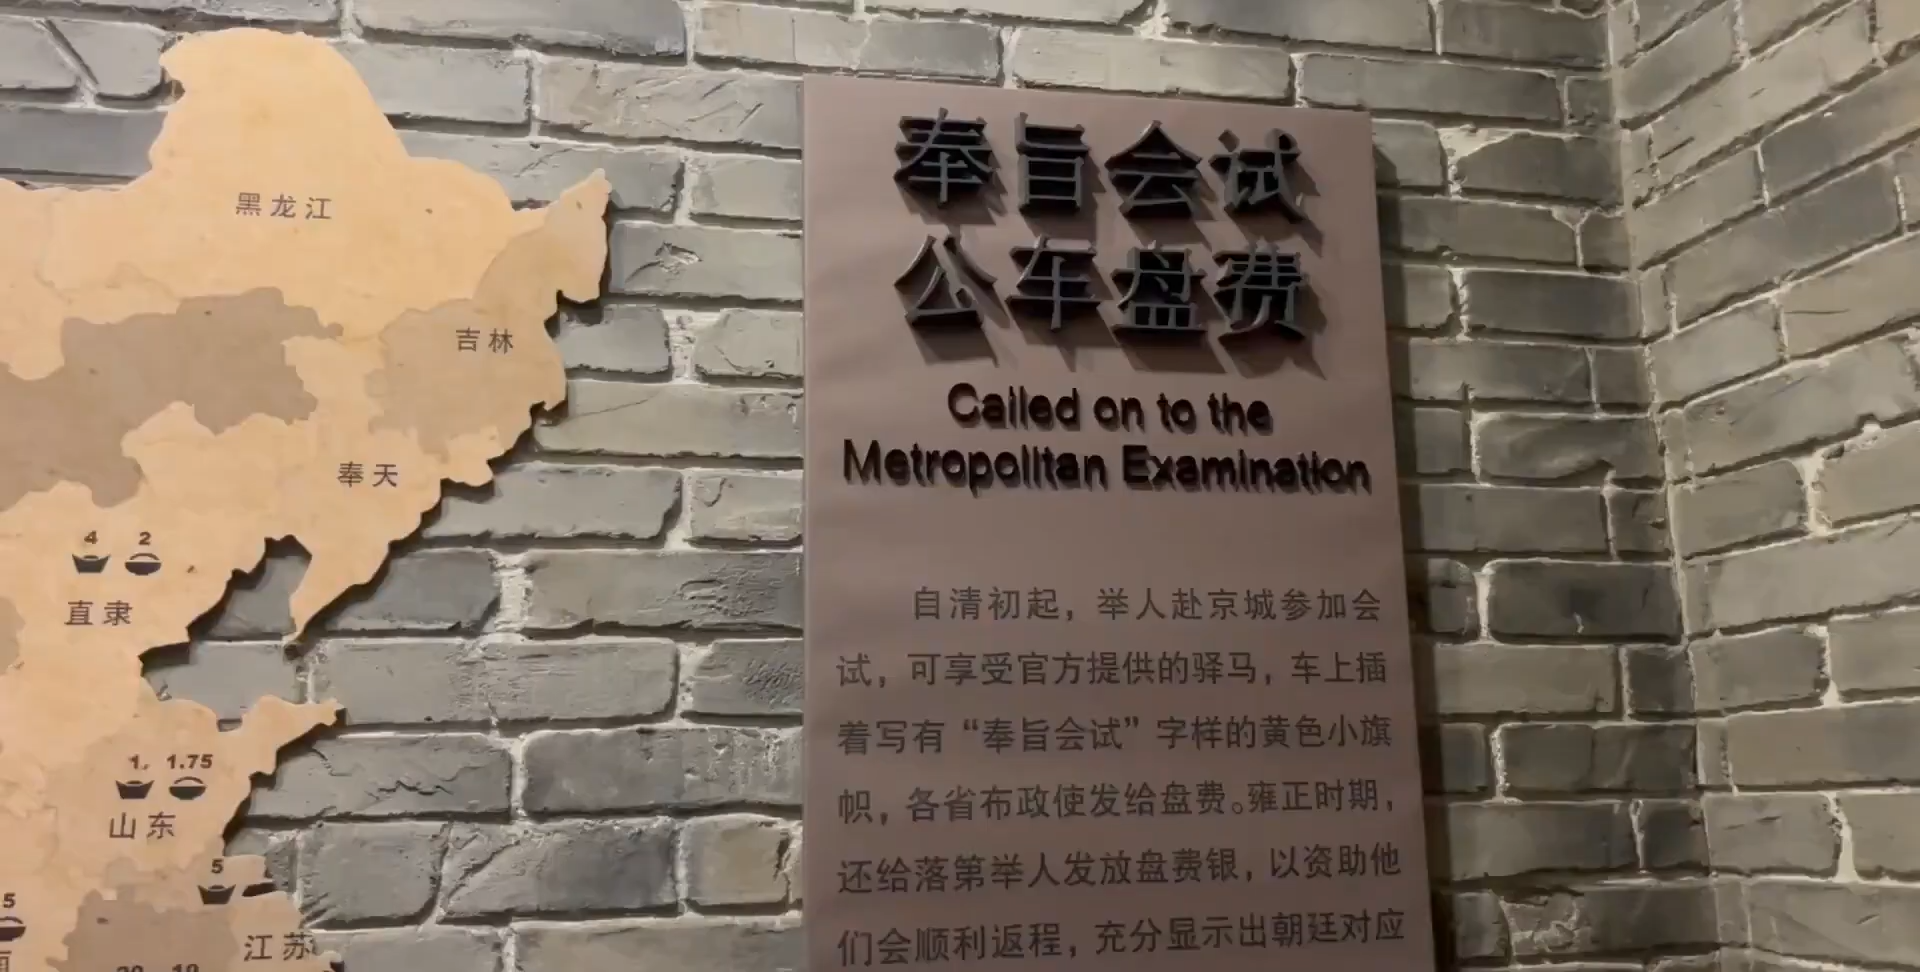 黑龙江
吉林
奉天
4 2
直隶
1. 1.75
山东
5
5
江苏
奉旨会试
公车盘费
Called on to the
Metropolitan Examination
自清初起，举人赴京城参加会
试，可享受官方提供的驿马，车上插
着写有“奉旨会试”字样的黄色小旗
帜，各省布政使发给盘费。雍正时期，
还给落第举人发放盘费银，以资助他
们会顺利返程，充分显示出朝廷对应